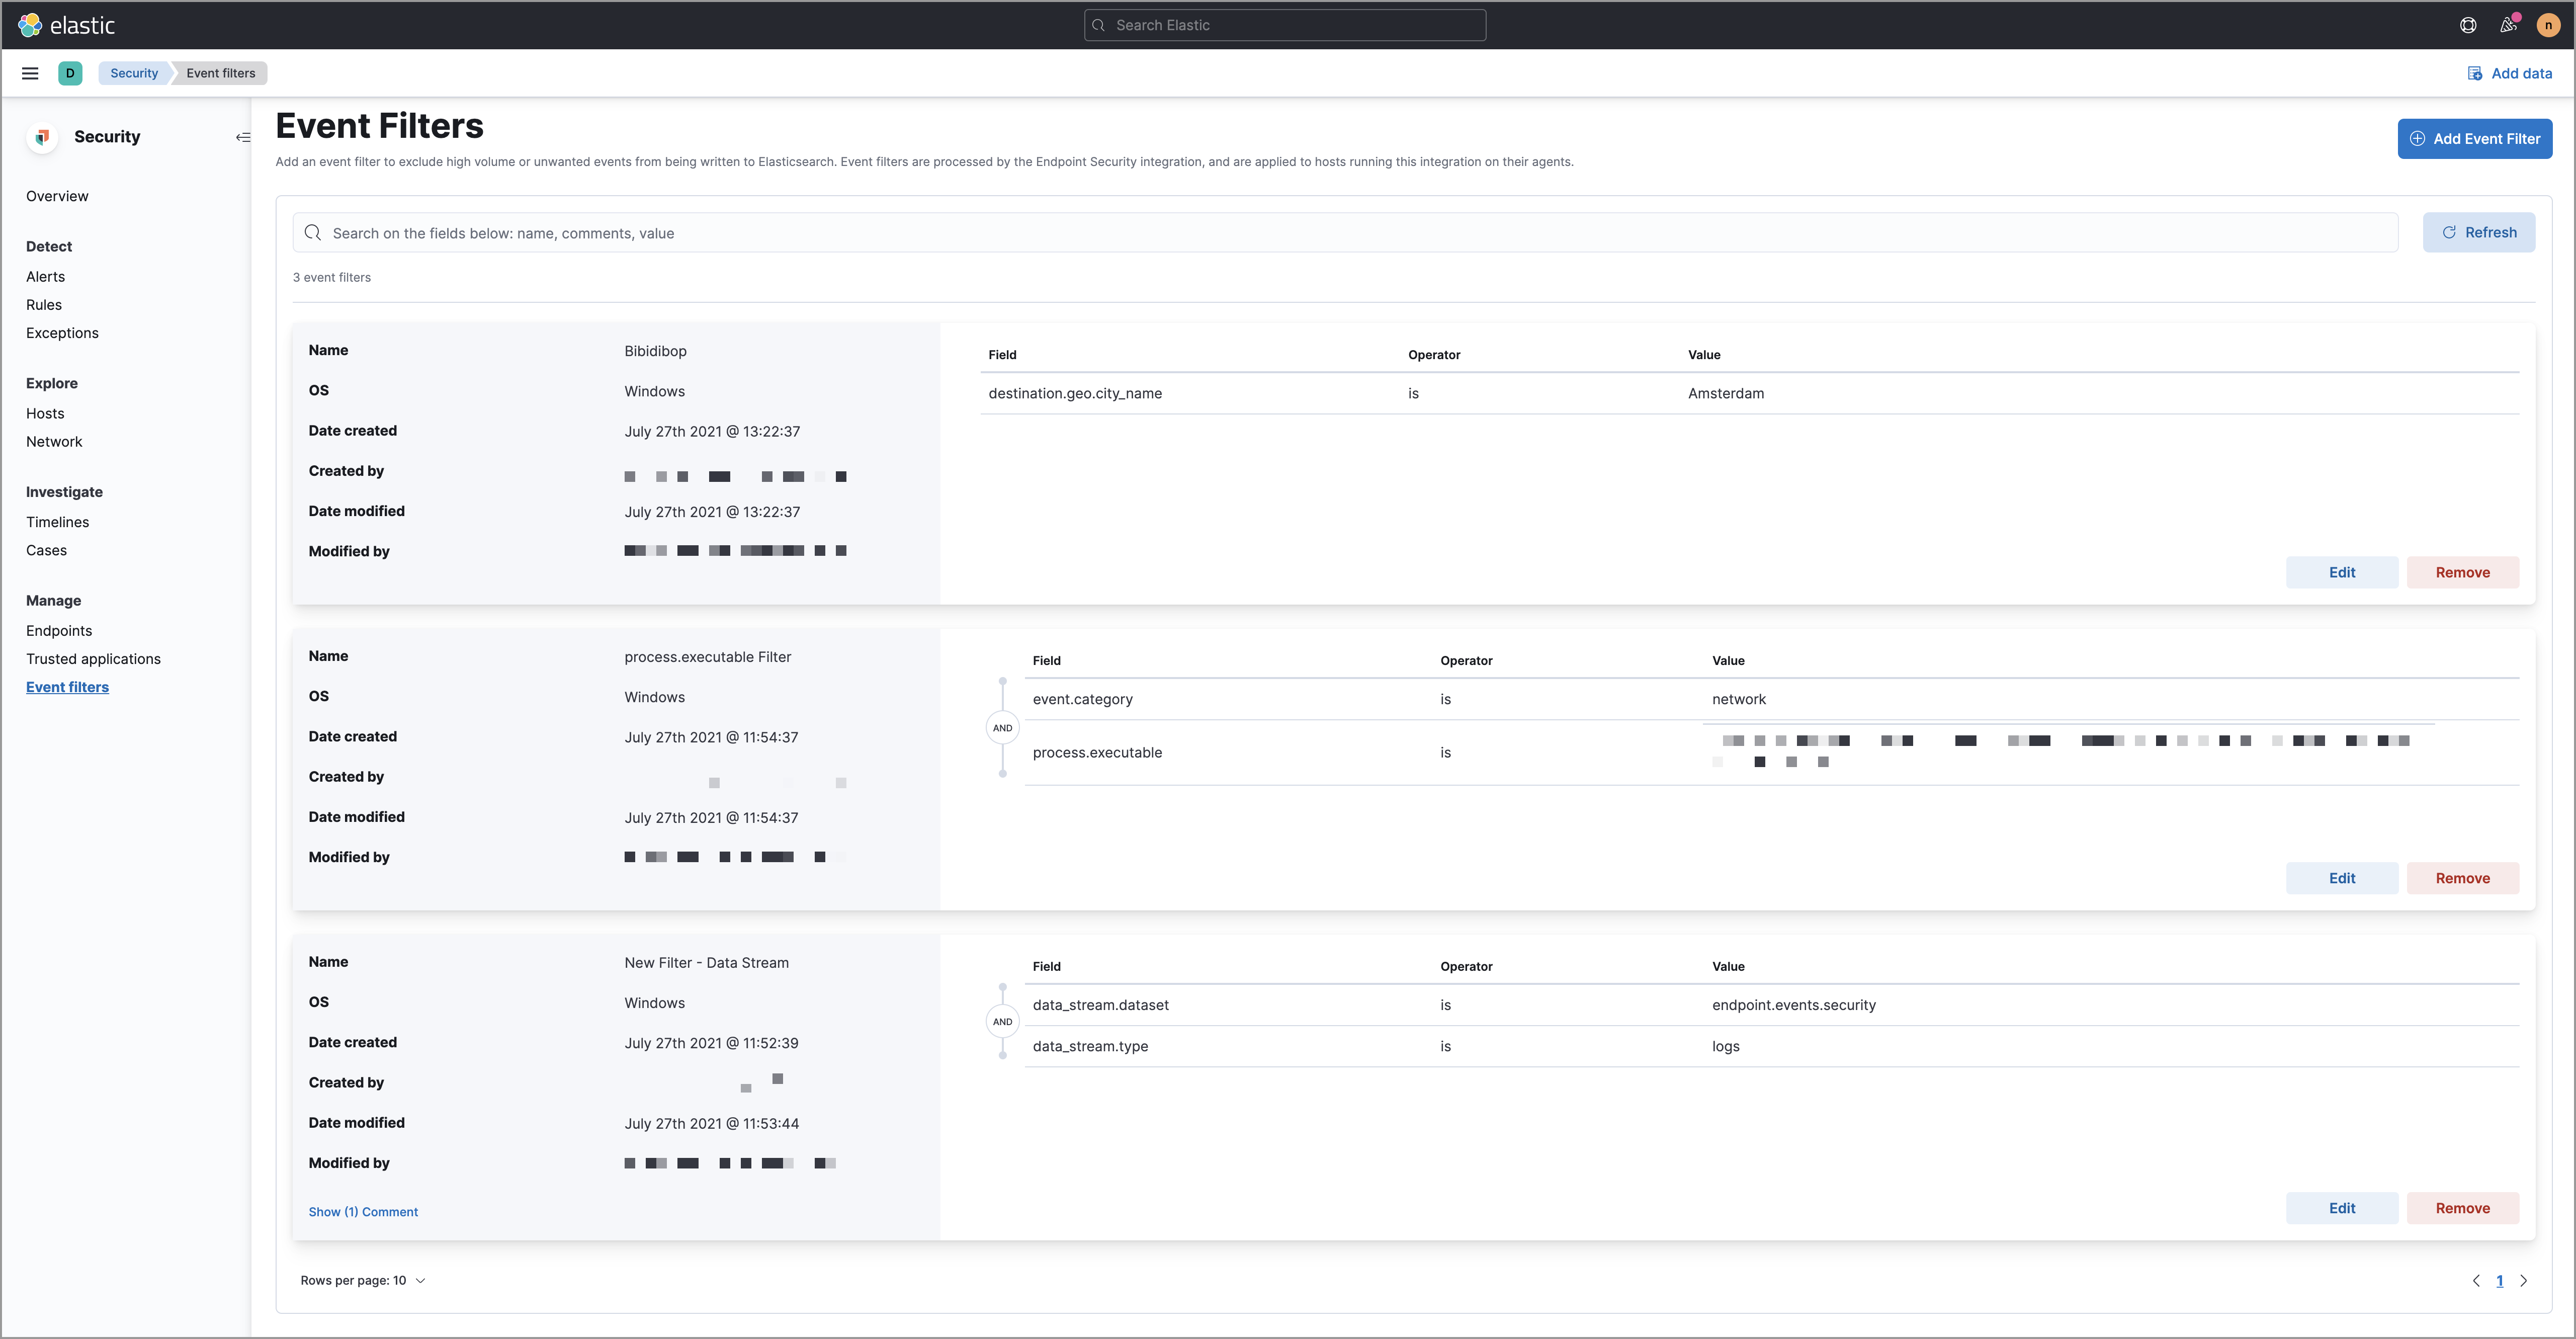 elastic
Search Elastic
n
D
Security
Event filters
Add data
Security
Overview
Detect
Alerts
Rules
Exceptions
Explore
Hosts
Network
Investigate
Timelines
Cases
Manage
Endpoints
Trusted applications
Event filters
Event Filters
Add an event filter to exclude high volume or unwanted events from being written to Elasticsearch. Event filters are processed by the Endpoint Security integration, and are applied to hosts running this integration on their agents.
Add Event Filter
Search on the fields below: name, comments, value
Refresh
3 event filters
Name Bibidibop
OS Windows
Date created July 27th 2021 @ 13:22:37
Created by
Date modified July 27th 2021 @ 13:22:37
Modified by
Field Operator Value
destination.geo.city_name is Amsterdam
Edit Remove
Name process.executable Filter
OS Windows
Date created July 27th 2021 @ 11:54:37
Created by
Date modified July 27th 2021 @ 11:54:37
Modified by
Field Operator Value
event.category is network
AND
process.executable is
Edit Remove
Name New Filter - Data Stream
OS Windows
Date created July 27th 2021 @ 11:52:39
Created by
Date modified July 27th 2021 @ 11:53:44
Modified by
Show (1) Comment
Field Operator Value
data_stream.dataset is endpoint.events.security
AND
data_stream.type is logs
Edit Remove
Rows per page: 10
1